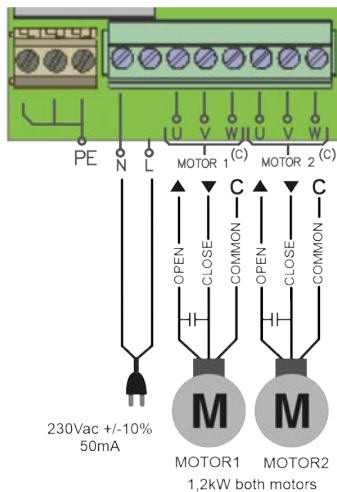 PE
N
L
U
V
W
U
V
W
MOTOR 1 (C)
MOTOR 2 (C)
C
C
OPEN
CLOSE
COMMON
OPEN
CLOSE
COMMON
M
M
230Vac +/-10%
50mA
MOTOR1
MOTOR2
1,2kW both motors